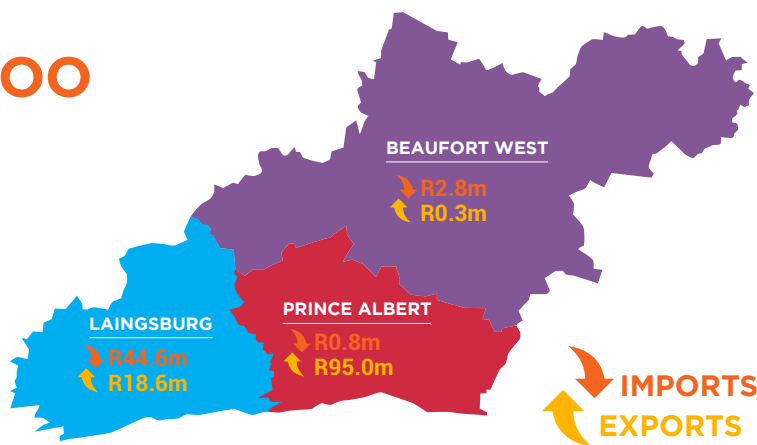 OO
BEAUFORT WEST
R2.8m
R0.3m
PRINCE ALBERT
R0.8m
R95.0m
LAINGSBURG
R44.6m
R18.6m
IMPORTS
EXPORTS